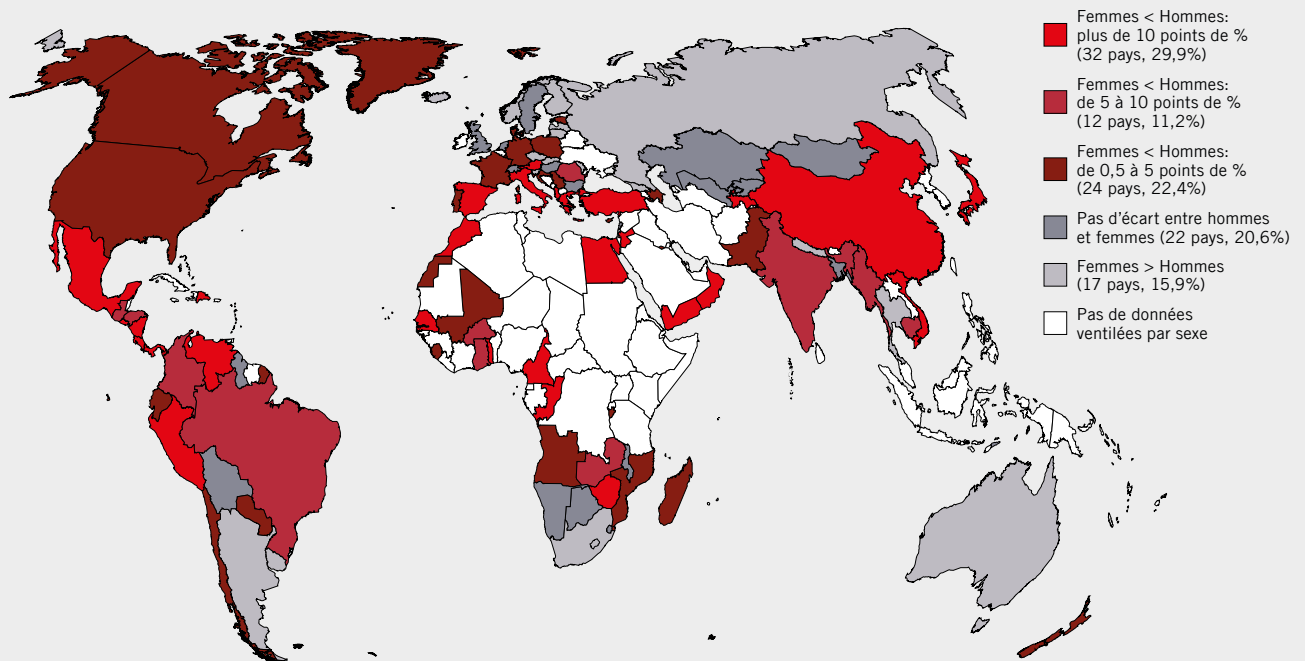 Femmes < Hommes:
plus de 10 points de %
(32 pays, 29,9%)
Femmes < Hommes:
de 5 à 10 points de %
(12 pays, 11,2%)
Femmes < Hommes:
de 0,5 à 5 points de %
(24 pays, 22,4%)
Pas d'écart entre hommes
et femmes (22 pays, 20,6%)
Femmes > Hommes
(17 pays, 15,9%)
Pas de données
ventilées par sexe